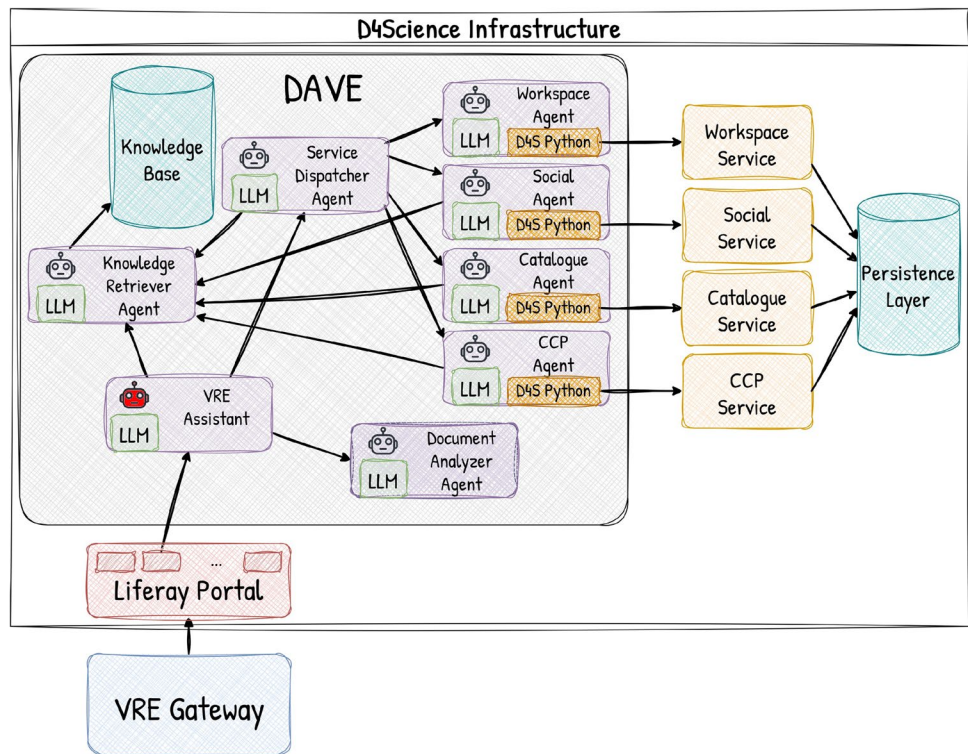 D4Science Infrastructure
DAVE
Knowledge
Base
LLM
Service
Dispatcher
Agent
LLM
Workspace
Agent
D4S Python
LLM
Social
Agent
D4S Python
LLM
Catalogue
Agent
D4S Python
LLM
CCP
Agent
D4S Python
Workspace
Service
Social
Service
Catalogue
Service
CCP
Service
Persistence
Layer
LLM
Knowledge
Retriever
Agent
LLM
VRE
Assistant
LLM
Document
Analyzer
Agent
...
Liferay Portal
VRE Gateway